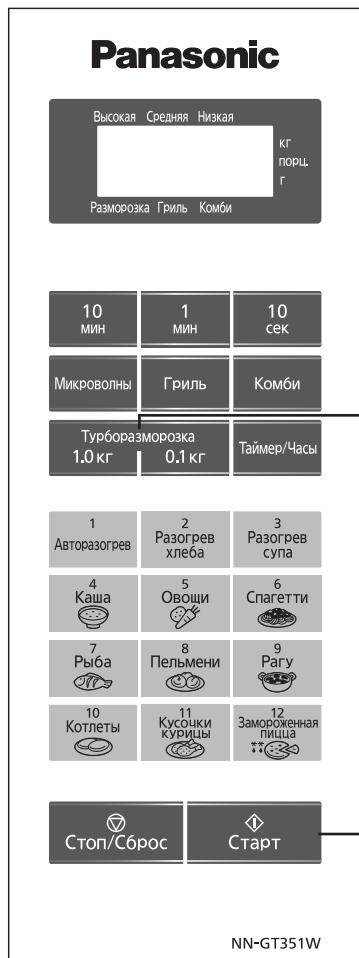 Panasonic
Высокая Средняя Низкая
кг
порц.
г
Разморозка Гриль Комби
10 мин
1 мин
10 сек
Микроволны
Гриль
Комби
Турборазморозка
1.0 кг 0.1 кг
Таймер/Часы
1
Авторазогрев
2
Разогрев
хлеба
3
Разогрев
супа
4
Каша
5
Овощи
6
Спагетти
7
Рыба
8
Пельмени
9
Рагу
10
Котлеты
11
Кусочки
курицы
12
Замороженная
пицца
Стоп/Сброс
Старт
NN-GT351W